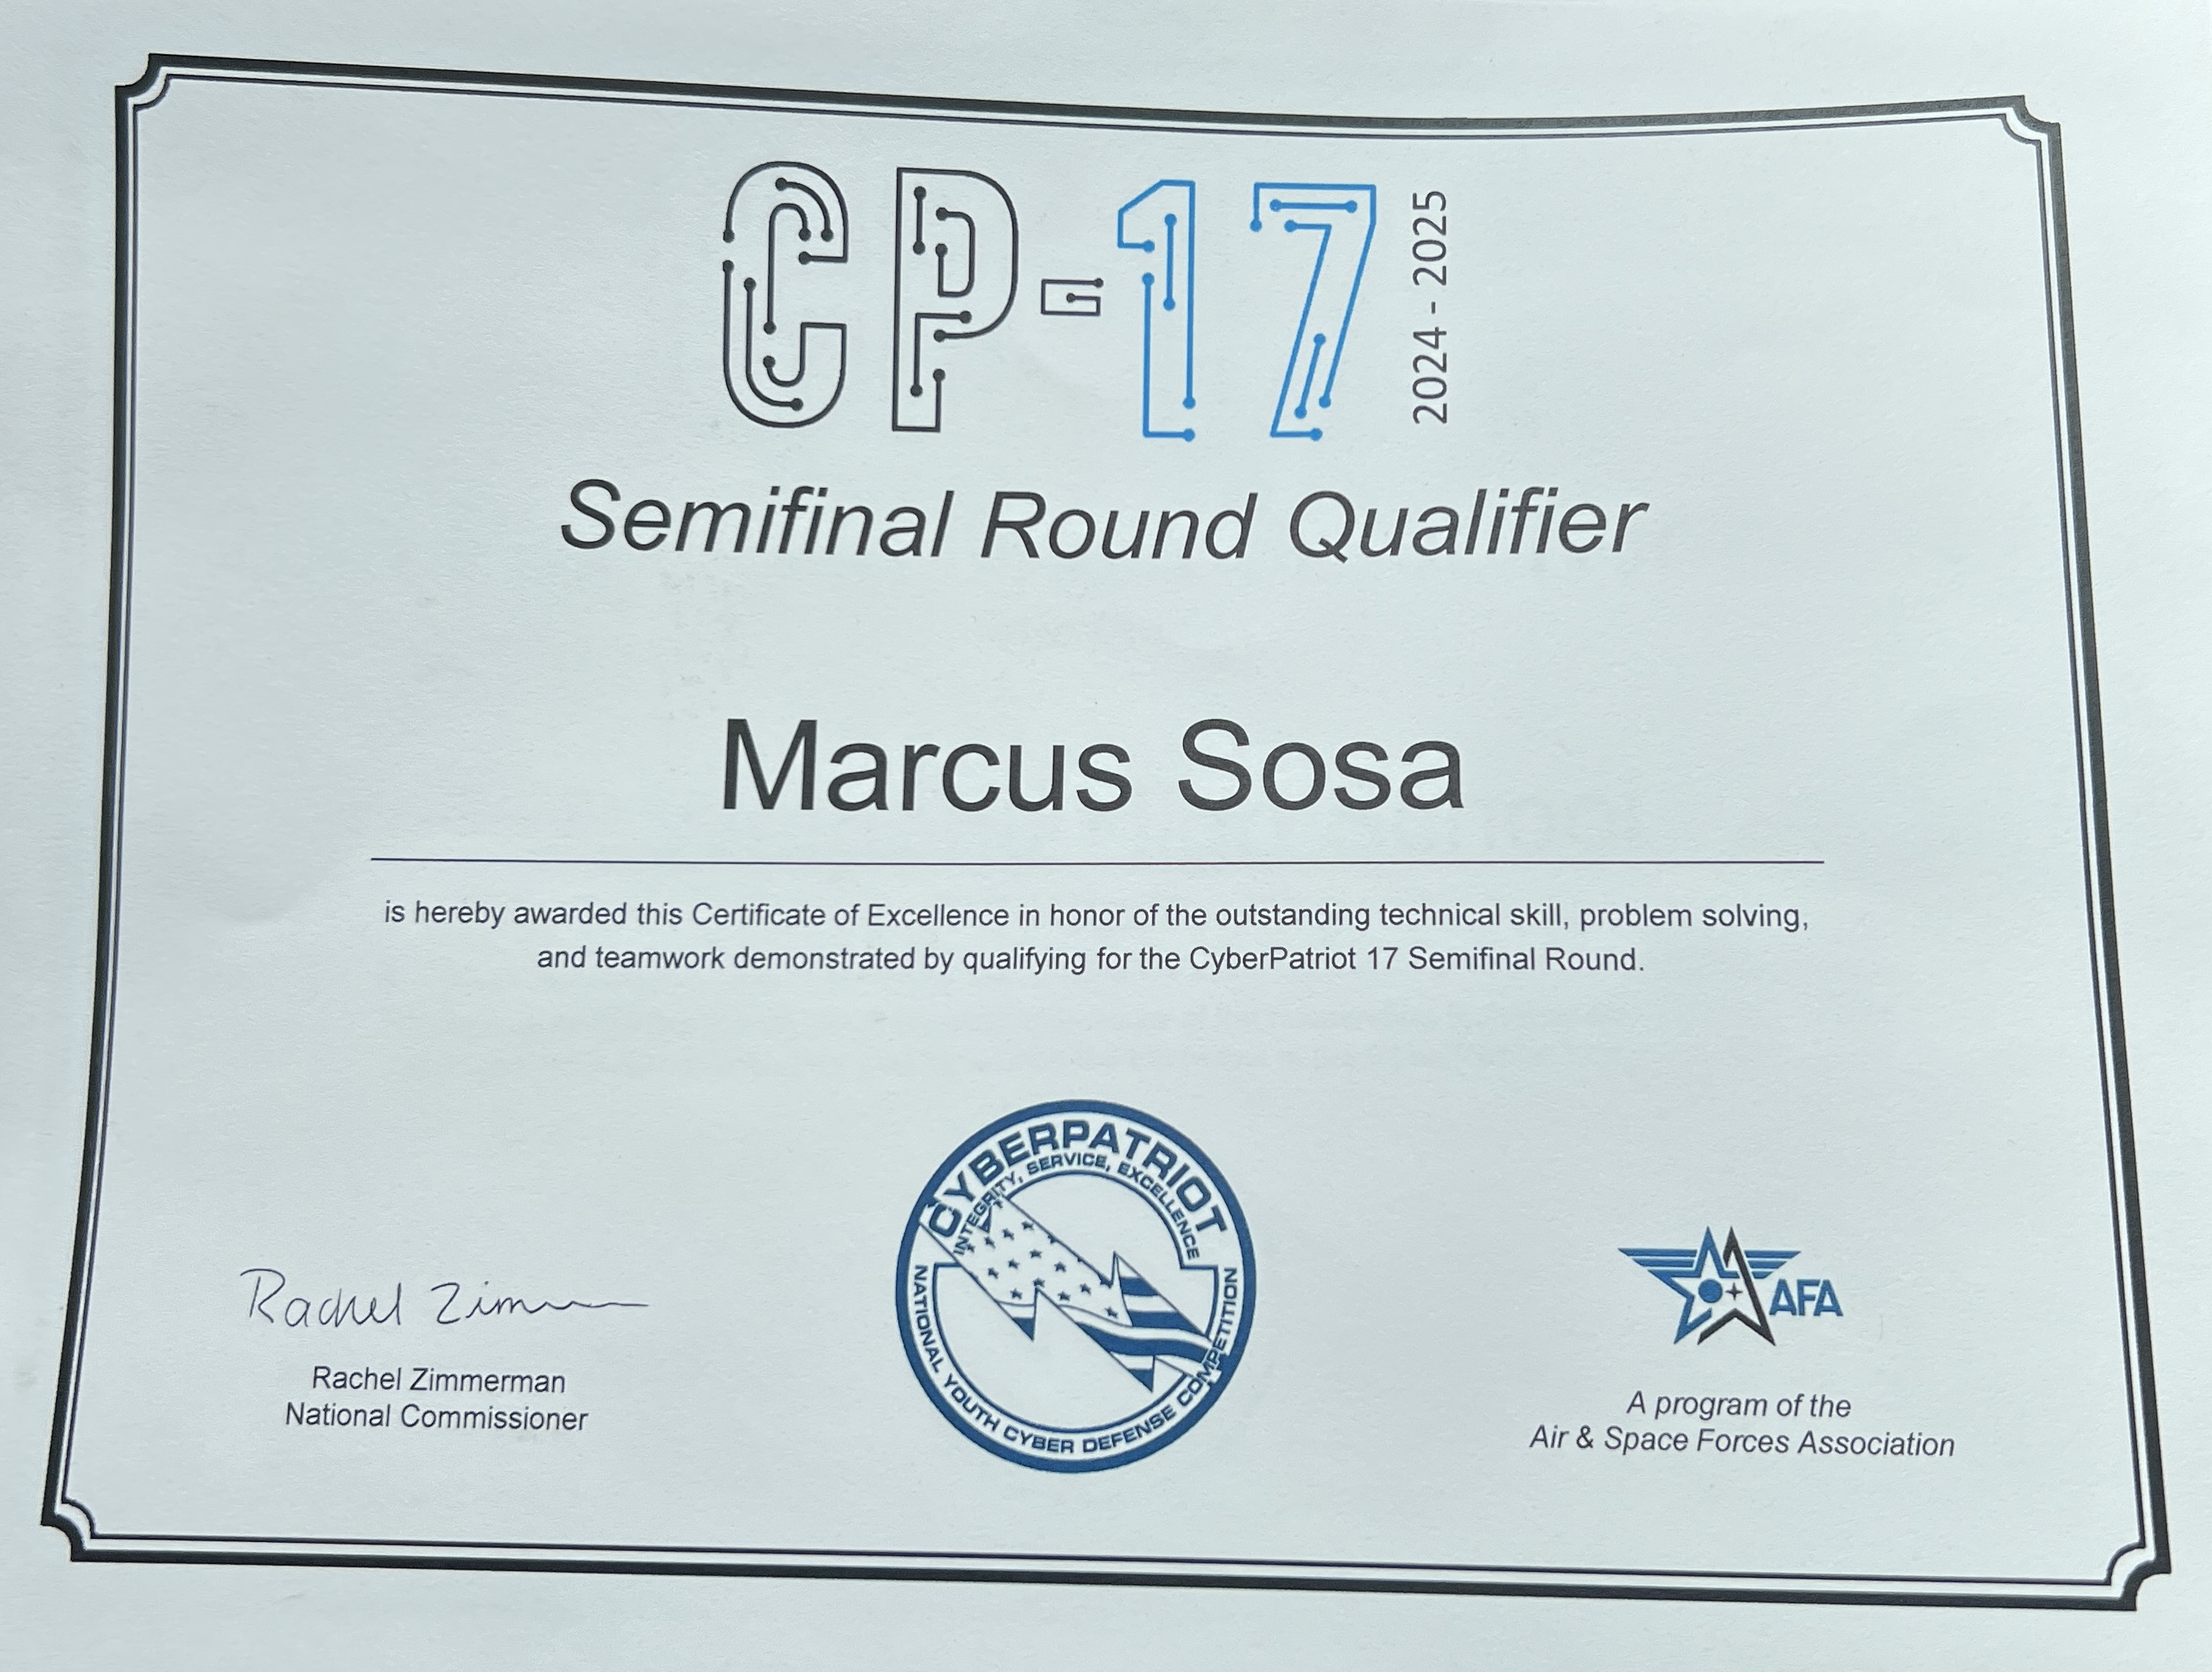 CP-17
2024 - 2025
Semifinal Round Qualifier
Marcus Sosa
is hereby awarded this Certificate of Excellence in honor of the outstanding technical skill, problem solving,
and teamwork demonstrated by qualifying for the CyberPatriot 17 Semifinal Round.
CYBERPATRIOT
INTEGRITY, SERVICE, EXCELLENCE
NATIONAL YOUTH CYBER DEFENSE COMPETITION
Rachel Zimmerman
National Commissioner
AFA
A program of the
Air & Space Forces Association